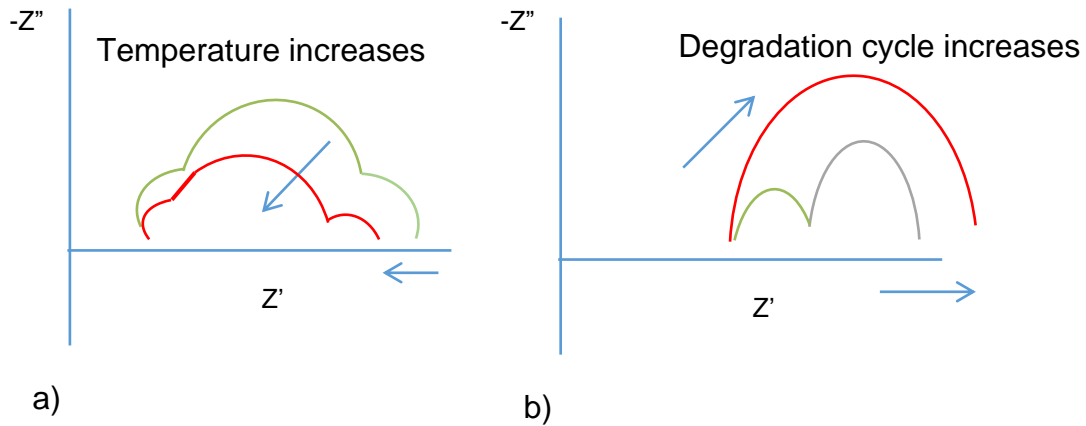 -Z”
Temperature increases
Z’
a)
-Z”
Degradation cycle increases
Z’
b)